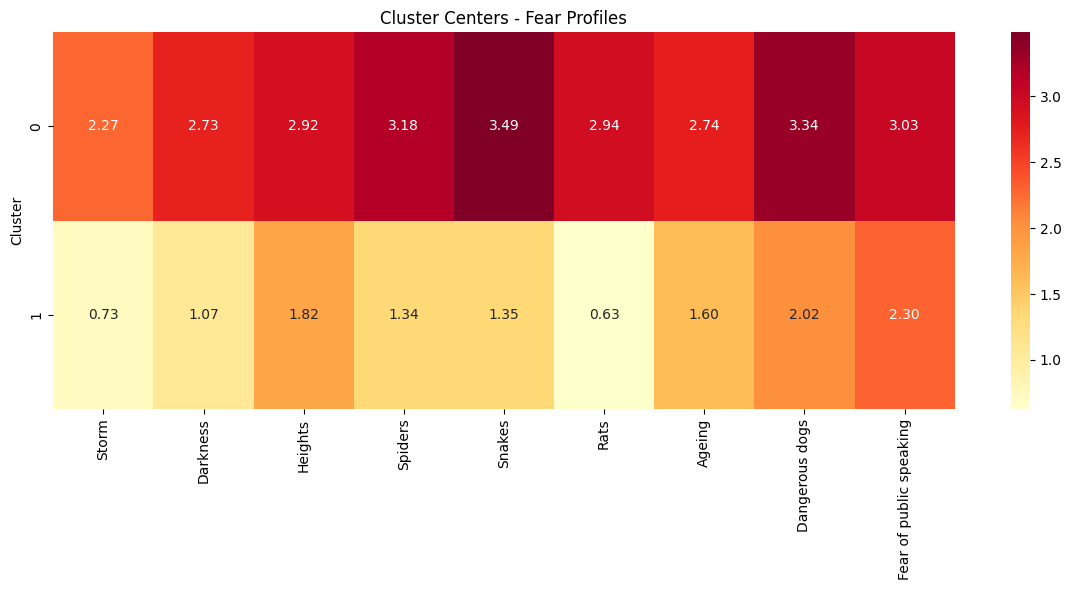 Cluster Centers - Fear Profiles
Cluster
0
2.27 2.73 2.92 3.18 3.49 2.94 2.74 3.34 3.03
1
0.73 1.07 1.82 1.34 1.35 0.63 1.60 2.02 2.30
Storm
Darkness
Heights
Spiders
Snakes
Rats
Ageing
Dangerous dogs
Fear of public speaking
3.0
2.5
2.0
1.5
1.0